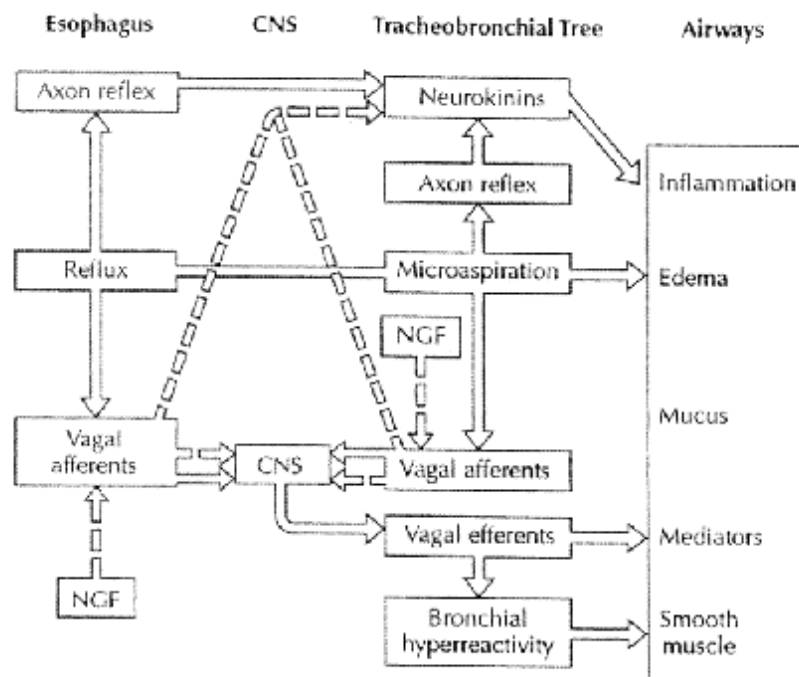 Esophagus CNS Tracheobronchial Tree Airways
Axon reflex
Neurokinins
Axon reflex
Inflammation
Reflux
Microaspiration
Edema
NGF
Mucus
Vagal
afferents
CNS
Vagal afferents
Vagal efferents
Mediators
NGF
Bronchial
hyperreactivity
Smooth
muscle